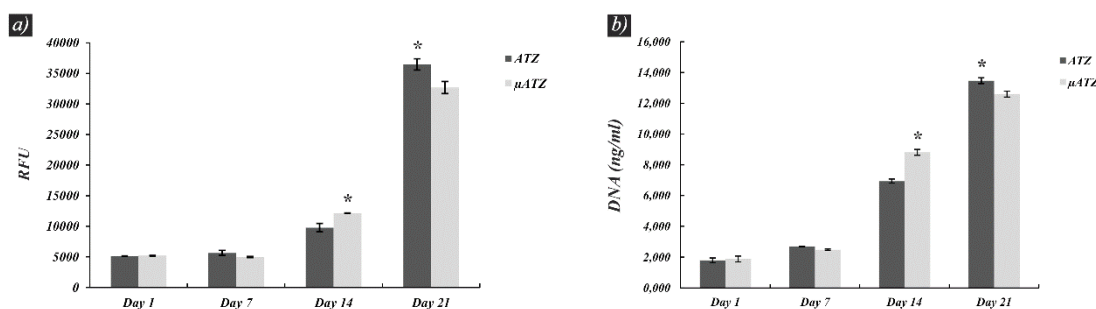 a)
RFU
40000
35000
30000
25000
20000
15000
10000
5000
0
*
*
Day 1 Day 7 Day 14 Day 21
ATZ
μATZ
b)
DNA (ng/ml)
16,000
14,000
12,000
10,000
8,000
6,000
4,000
2,000
0,000
*
*
Day 1 Day 7 Day 14 Day 21
ATZ
μATZ